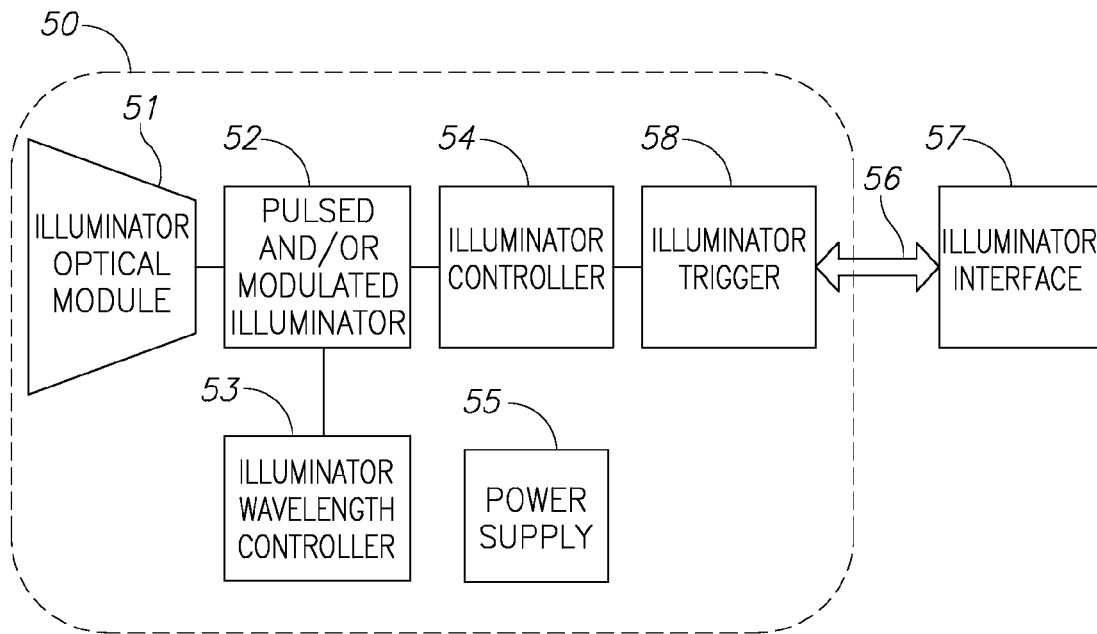 50
51
52
54
58
56
57
ILLUMINATOR
OPTICAL
MODULE
PULSED
AND/OR
MODULATED
ILLUMINATOR
ILLUMINATOR
CONTROLLER
ILLUMINATOR
TRIGGER
ILLUMINATOR
INTERFACE
53
55
ILLUMINATOR
WAVELENGTH
CONTROLLER
POWER
SUPPLY